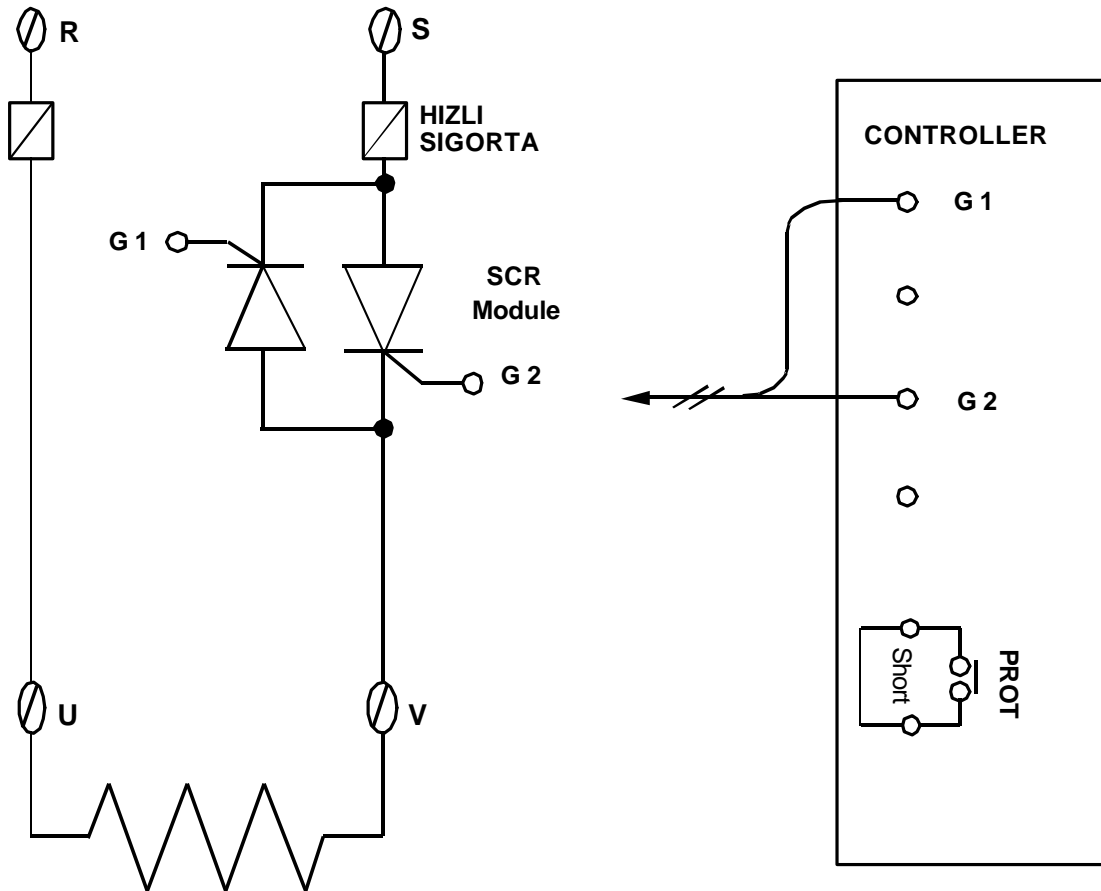 R
S
HIZLI
SIGORTA
CONTROLLER
G 1
G 1
SCR
Module
G 2
G 2
Short
PROT
U
V